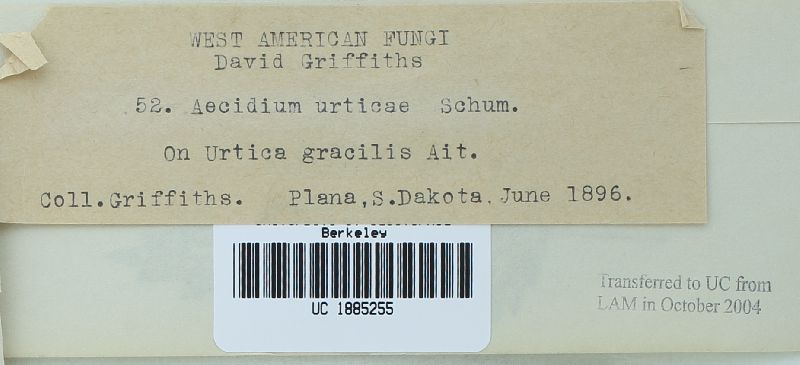 WEST AMERICAN FUNGI
David Griffiths
52. Aecidium urticae Schum.
On Urtica gracilis Ait.
Coll.Griffiths. Plana,S.Dakota, June 1896.
Berkeley
UC 1885255
Transferred to UC from
LAM in October 2004